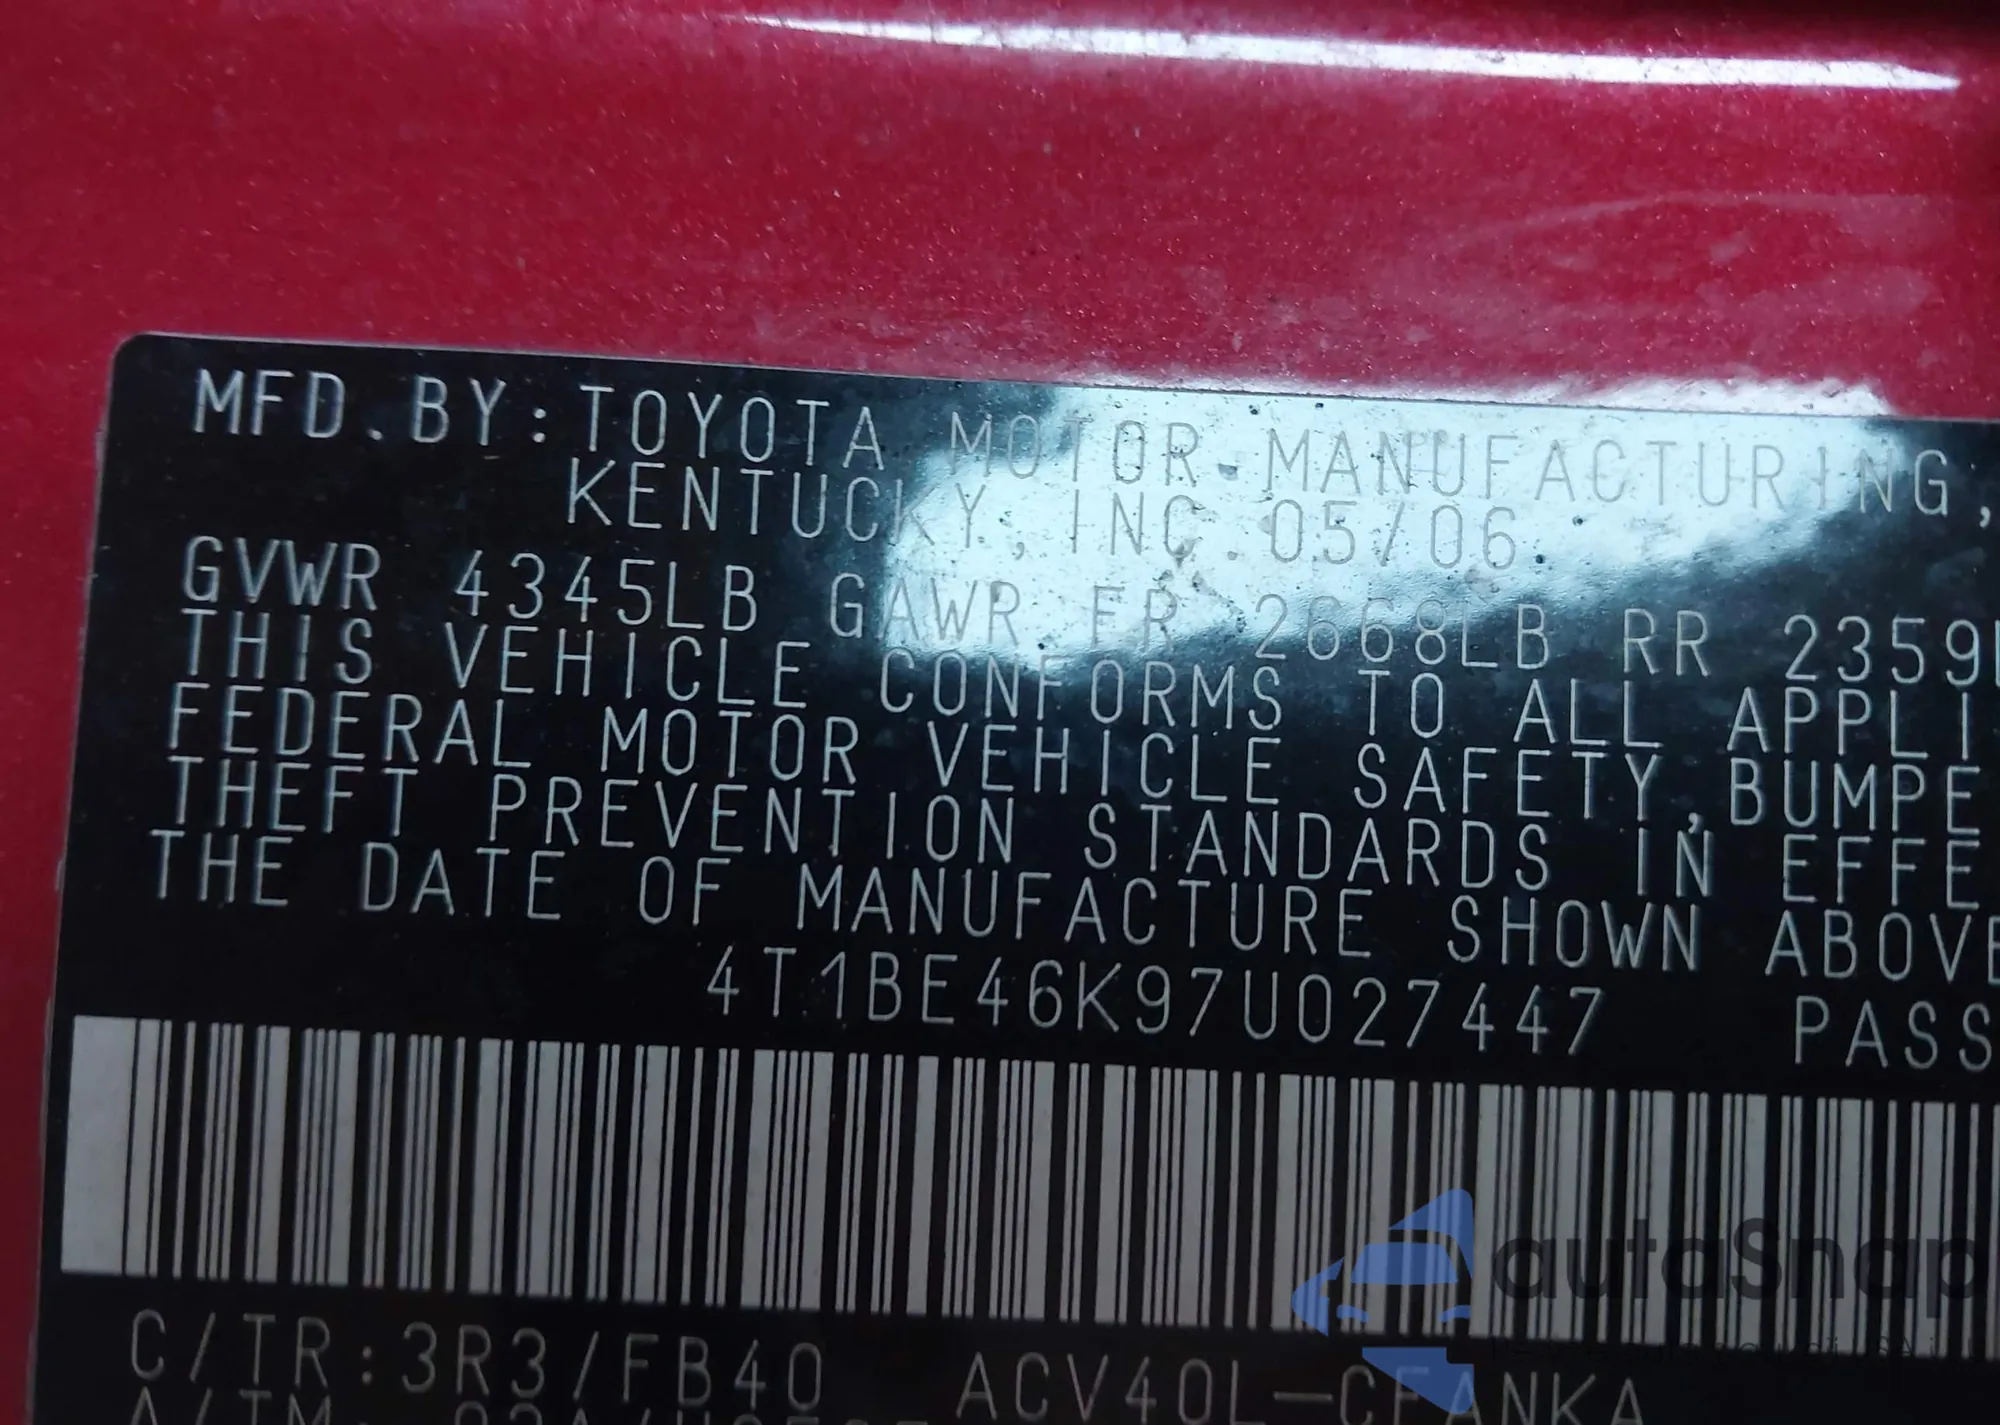 MFD.BY:TOYOTA MOTOR MANUFACTURING,
KENTUCKY, INC. 05/06
GVWR 4345LB GAWR FR 2668LB RR 2359
THIS VEHICLE CONFORMS TO ALL APPLI
FEDERAL MOTOR VEHICLE SAFETY,BUMPE
THEFT PREVENTION STANDARDS IN EFFE
THE DATE OF MANUFACTURE SHOWN ABOVE
4T1BE46K97U027447 PASS
C/TR:3R3/FB40 ACV40L-CEANKA
autaSnap